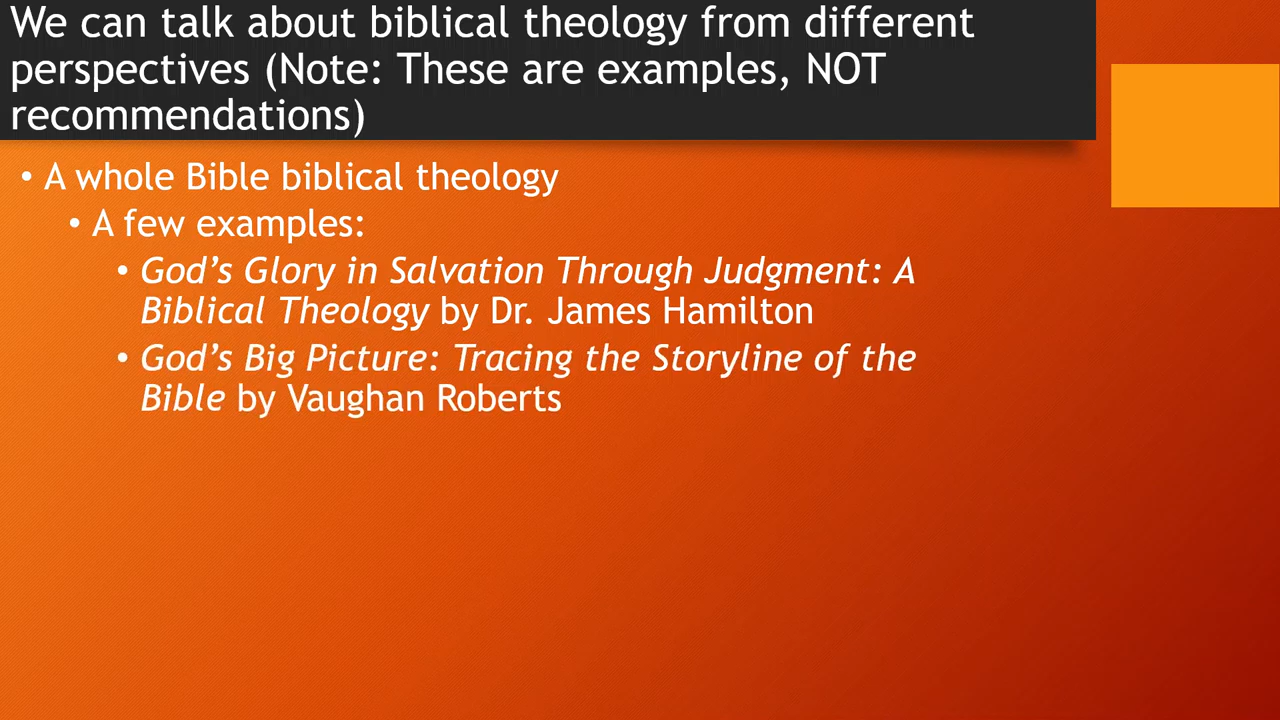 We can talk about biblical theology from different
perspectives (Note: These are examples, NOT
recommendations)
• A whole Bible biblical theology
• A few examples:
• God’s Glory in Salvation Through Judgment: A
Biblical Theology by Dr. James Hamilton
• God’s Big Picture: Tracing the Storyline of the
Bible by Vaughan Roberts